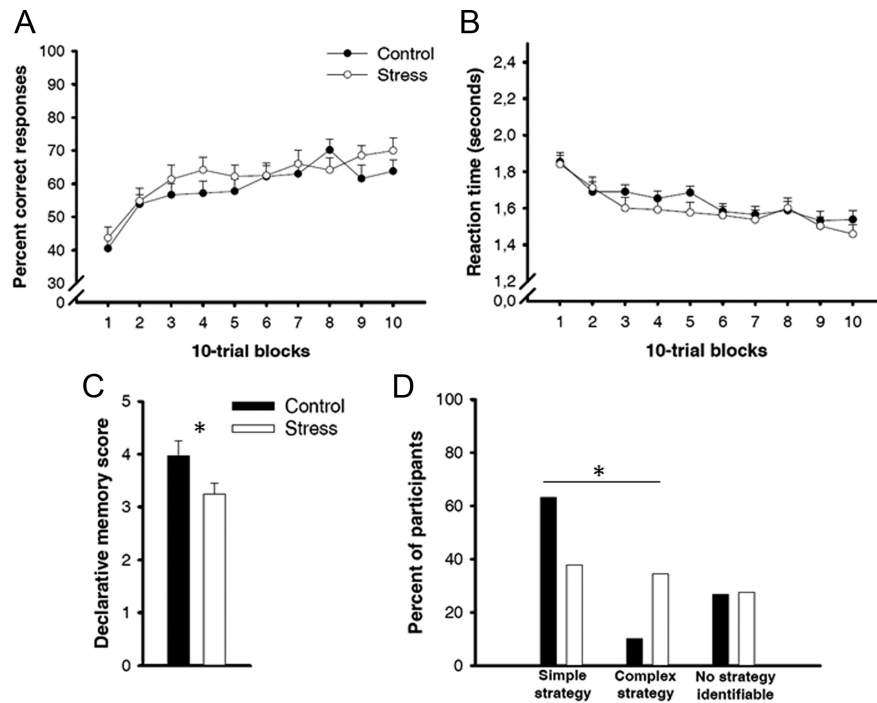 A
Percent correct responses
100
90
80
70
60
50
40
30
0
Control
Stress
1 2 3 4 5 6 7 8 9 10
10-trial blocks
B
Reaction time (seconds)
2,4
2,2
2,0
1,8
1,6
1,4
1,2
0,0
1 2 3 4 5 6 7 8 9 10
10-trial blocks
C
Declarative memory score
5
4
3
2
1
0
*
Control
Stress
D
Percent of participants
100
80
60
40
20
0
*
Simple
strategy
Complex
strategy
No strategy
identifiable